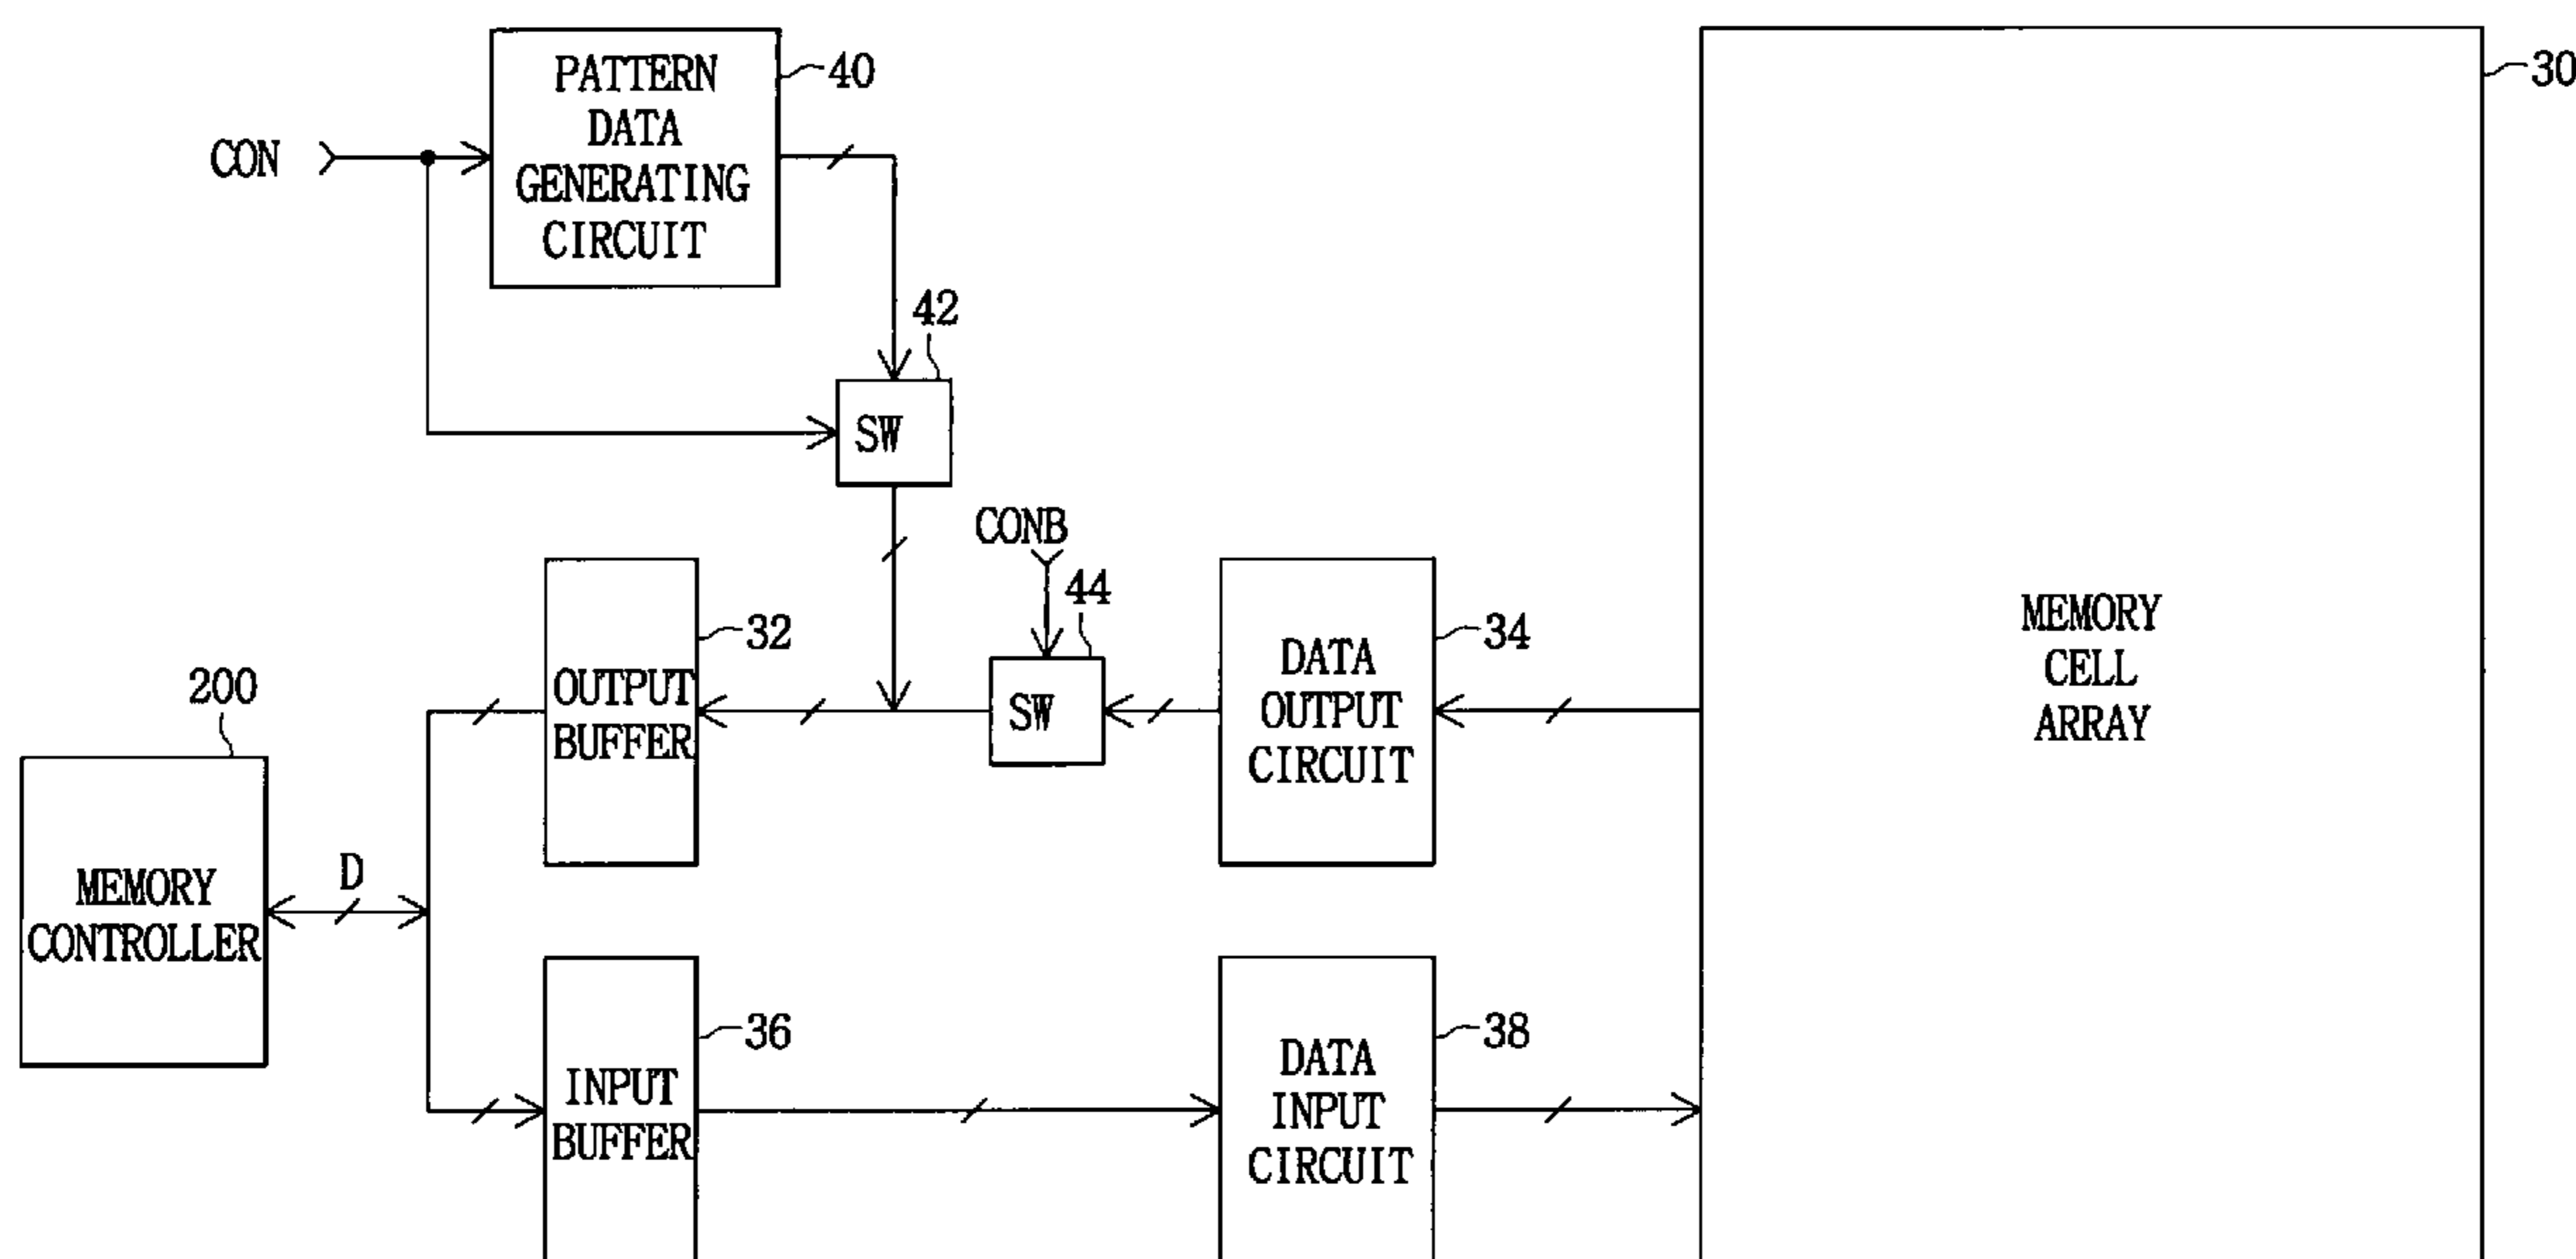 PATTERN
DATA
GENERATING
CIRCUIT
40
30
CON
42
SW
CONB
44
SW
32
OUTPUT
BUFFER
34
DATA
OUTPUT
CIRCUIT
MEMORY
CELL
ARRAY
200
MEMORY
CONTROLLER
D
36
INPUT
BUFFER
38
DATA
INPUT
CIRCUIT